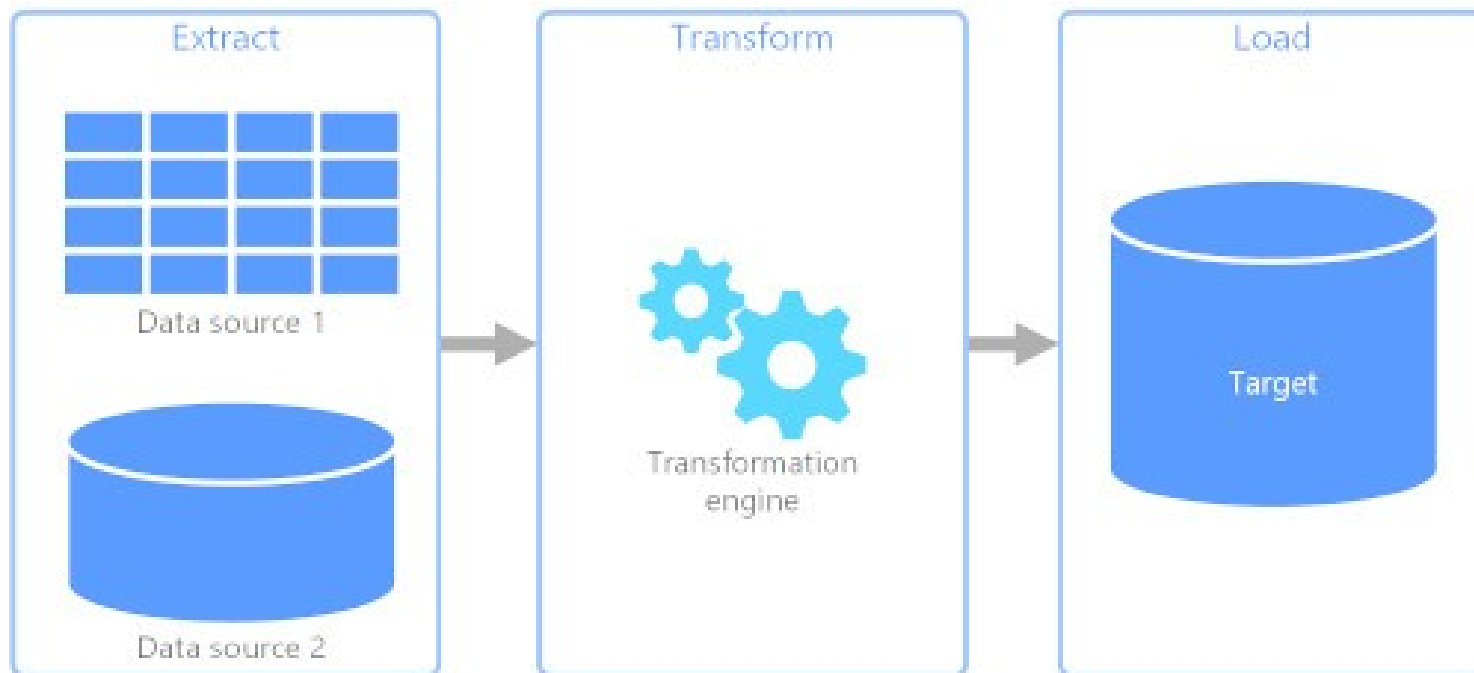 Extract
Data source 1
Data source 2
Transform
Transformation
engine
Load
Target